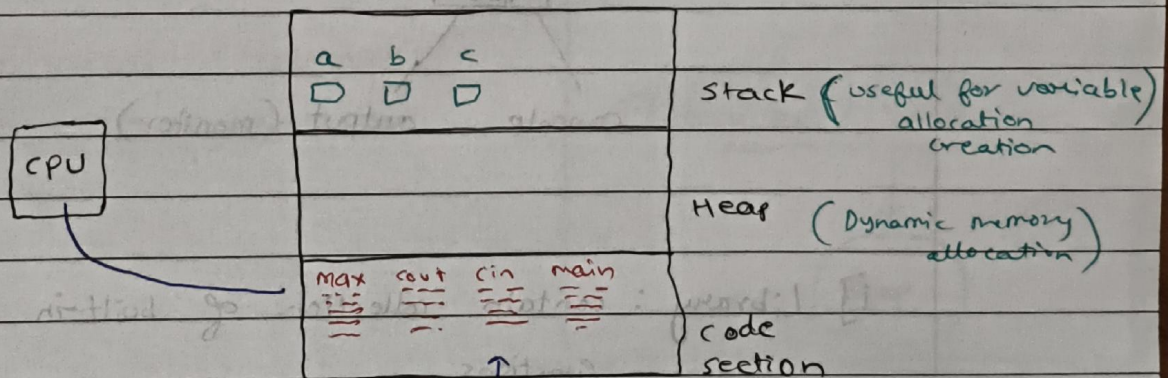 a b c
Stack (useful for variable)
allocation
creation
CPU
Heap (Dynamic memory)
allocation
max cout cin main
code
section